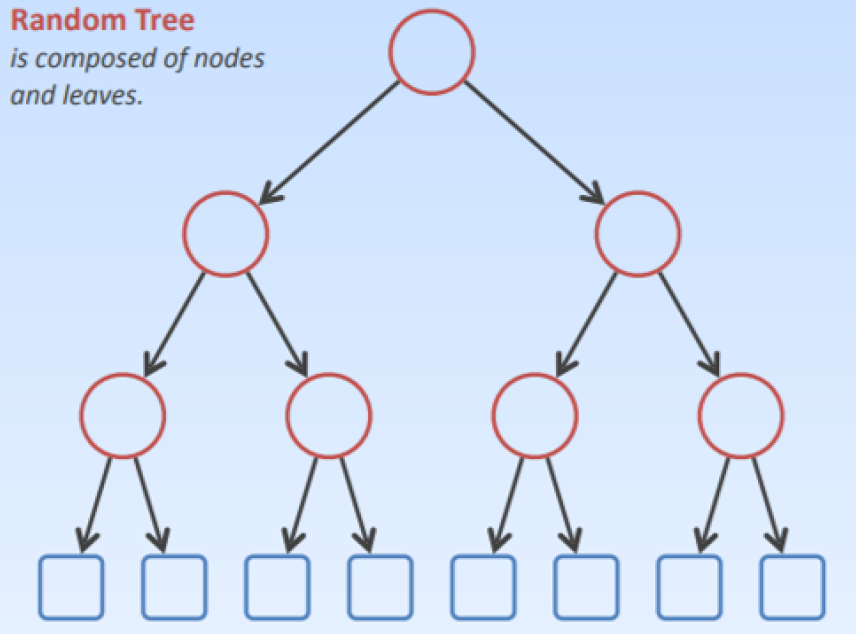 Random Tree
is composed of nodes
and leaves.